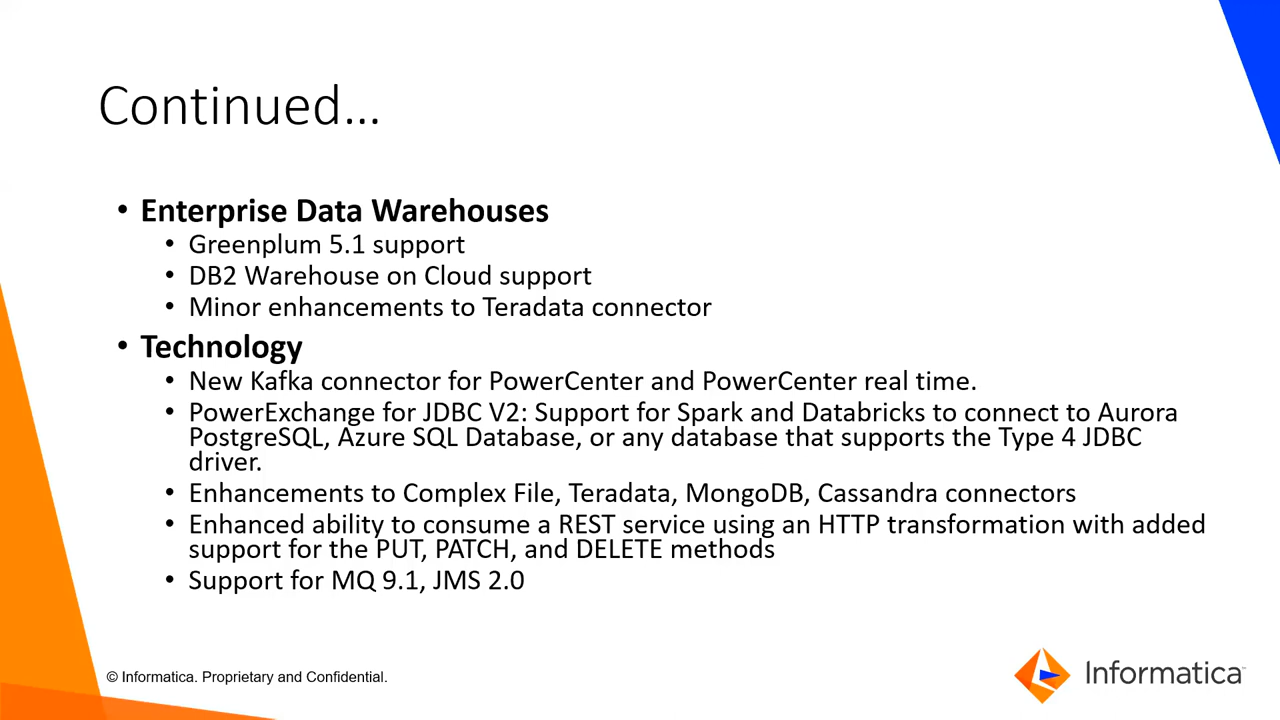 Continued...
• Enterprise Data Warehouses
• Greenplum 5.1 support
• DB2 Warehouse on Cloud support
• Minor enhancements to Teradata connector
• Technology
• New Kafka connector for PowerCenter and PowerCenter real time.
• PowerExchange for JDBC V2: Support for Spark and Databricks to connect to Aurora
PostgreSQL, Azure SQL Database, or any database that supports the Type 4 JDBC
driver.
• Enhancements to Complex File, Teradata, MongoDB, Cassandra connectors
• Enhanced ability to consume a REST service using an HTTP transformation with added
support for the PUT, PATCH, and DELETE methods
• Support for MQ 9.1, JMS 2.0
© Informatica. Proprietary and Confidential.
Informatica™